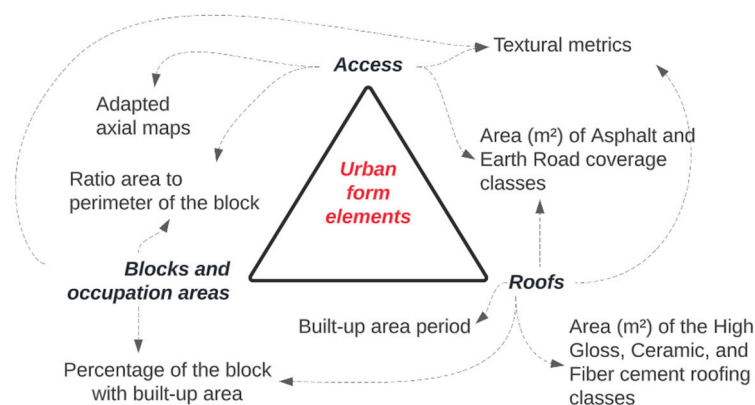 Textural metrics
Access
Adapted
axial maps
Area (m²) of Asphalt and
Earth Road coverage
classes
Urban
form
elements
Ratio area to
perimeter of the block
Blocks and
occupation areas
Roofs
Built-up area period
Area (m²) of the High
Gloss, Ceramic, and
Fiber cement roofing
classes
Percentage of the block
with built-up area